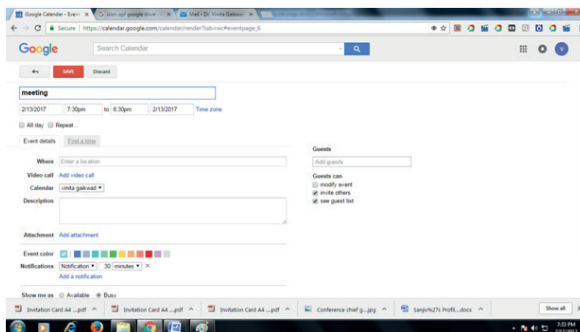 Google Calendar - Even
Mail - Dr. Vinita Gaikwa
Secure | https://calendar.google.com/calendar/render?tab=wc#eventpage_6
Google
Search Calendar
SAVE Discard
meeting
2/13/2017 7:30pm to 8:30pm 2/13/2017 Time zone
All day Repeat...
Event details Find a time
Where Enter a location
Video call Add video call
Calendar vinita gaikwad
Description
Attachment Add attachment
Event color
Notifications Notification 30 minutes ×
Add a notification
Show me as Available Busy
Guests
Add guests
Guests can
modify event
invite others
see guest list
Invitation Card A4 ....pdf Invitation Card A4 ....pdf Invitation Card A4 ....pdf Conference chief g....jpg Sanjiv%27s Profil....docx Show all
7:33 PM